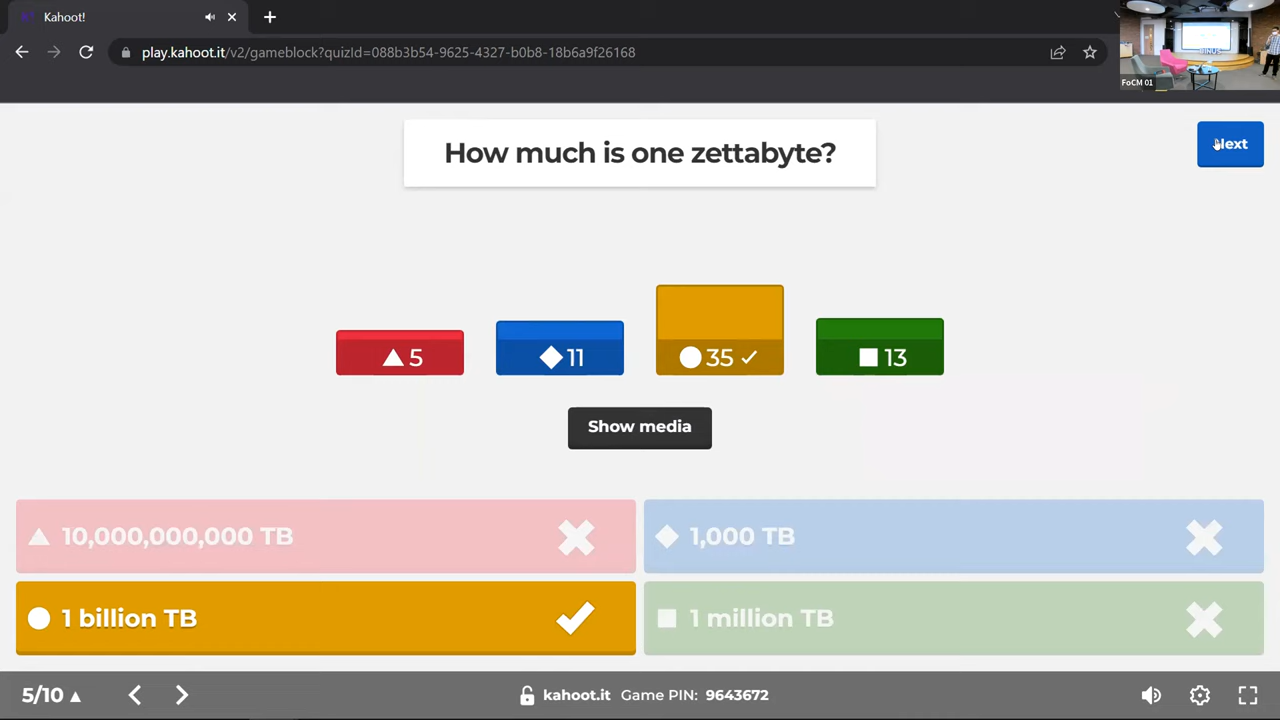 Kahoot!
play.kahoot.it/v2/gameblock?quizId=088b3b54-9625-4327-b0b8-18b6a9f26168
BINUS
FoCM 01
How much is one zettabyte?
Next
5
11
35
13
Show media
10,000,000,000 TB
1,000 TB
1 billion TB
1 million TB
5/10
kahoot.it Game PIN: 9643672